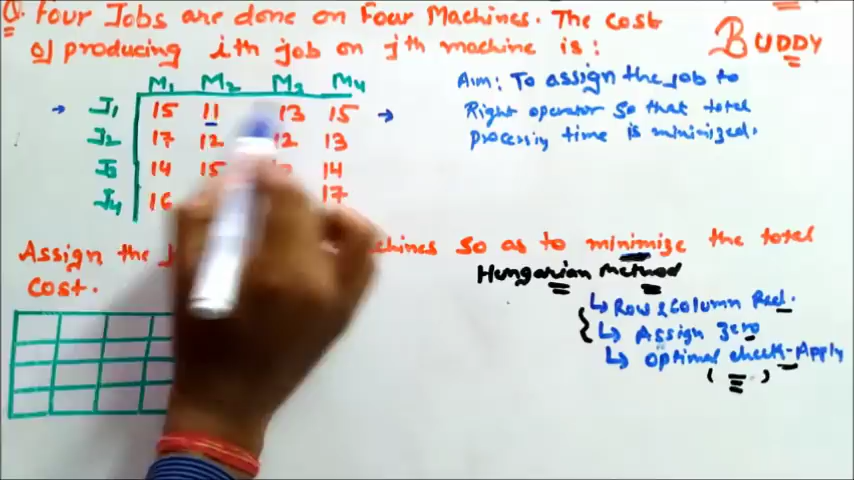 Q. Four Jobs are done on Four Machines. The cost
of producing ith job on jth machine is:
BUDDY
M1 M2 M3 M4
J1 15 11 13 15
J2 17 12 12 13
J3 14 15 14
J4 16 17
Aim: To assign the job to
Right operator so that total
processing time is minimized.
Assign the machines so as to minimize the total
cost.
Hungarian Method
↳ Row & Column Red.
↳ Assign Zero
↳ Optimal check-Apply